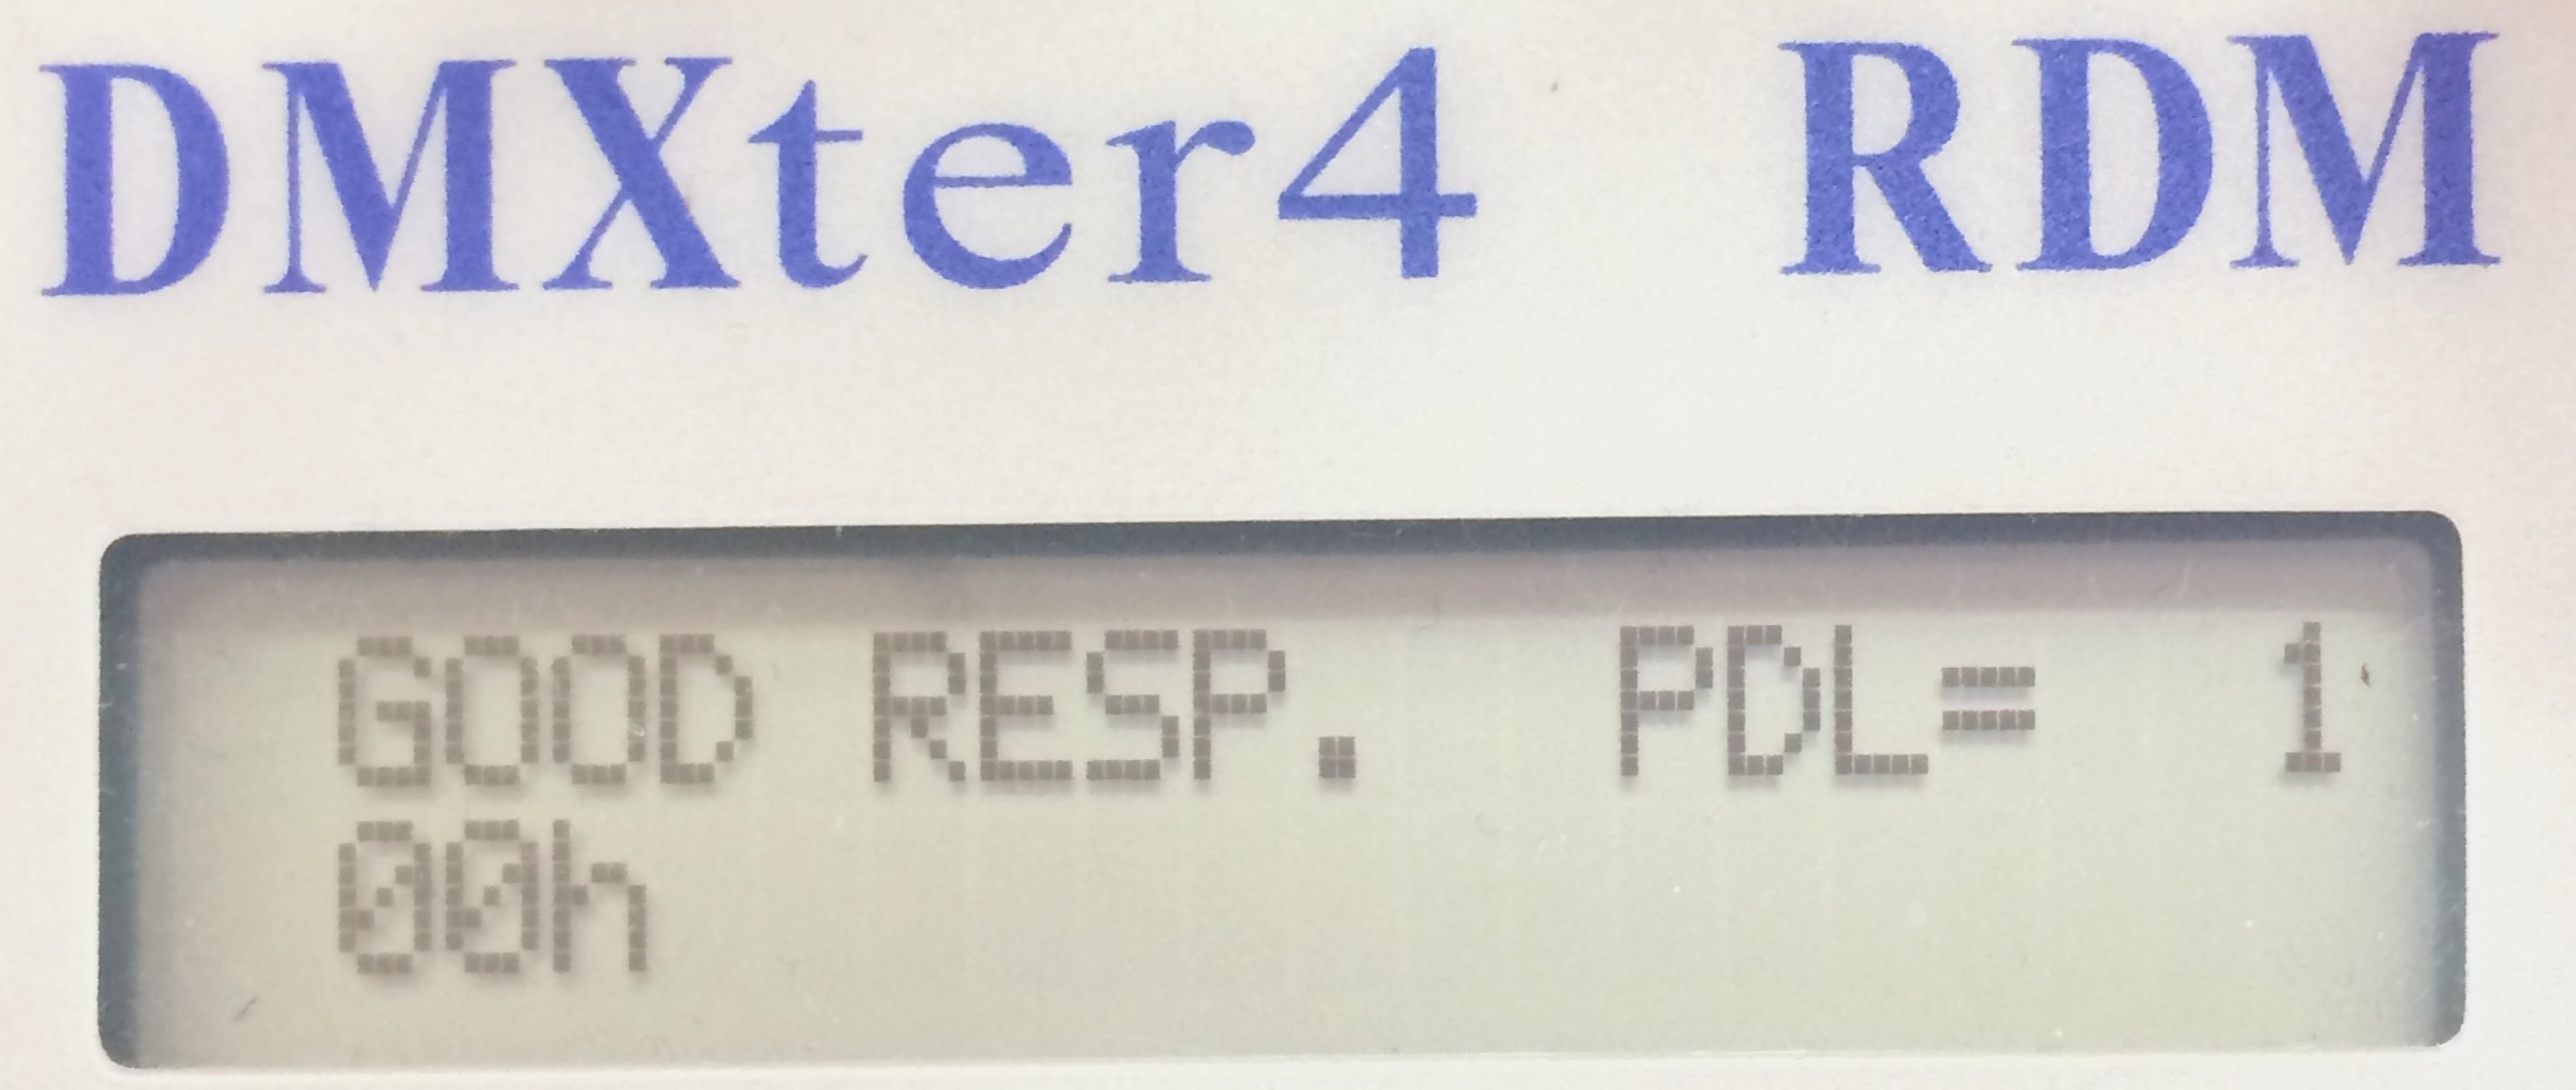 DMXter4 RDM
GOOD RESP. PDL= 1
00h